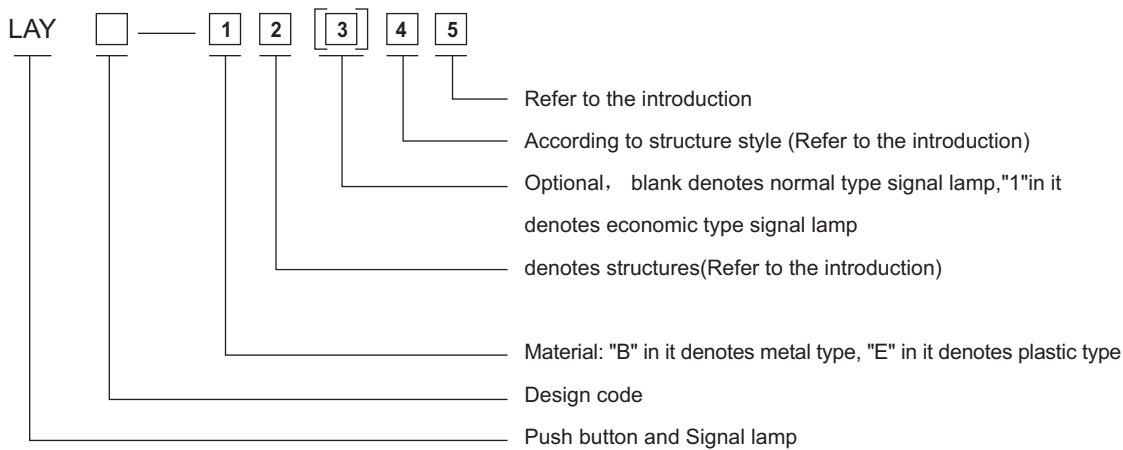 LAY 1 2 [3] 4 5
Refer to the introduction
According to structure style (Refer to the introduction)
Optional， blank denotes normal type signal lamp,"1"in it
denotes economic type signal lamp
denotes structures(Refer to the introduction)
Material: "B" in it denotes metal type, "E" in it denotes plastic type
Design code
Push button and Signal lamp